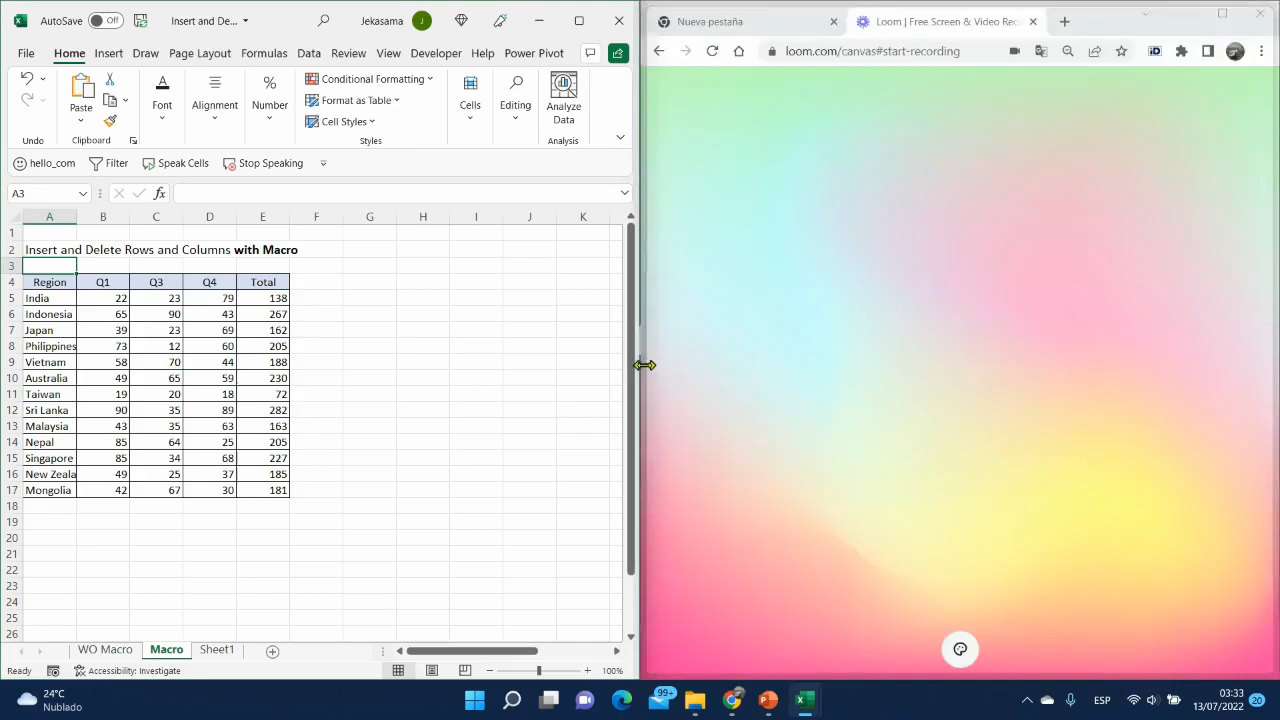 AutoSave Off Insert and De... Jekasama J
File Home Insert Draw Page Layout Formulas Data Review View Developer Help Power Pivot
Undo Paste Clipboard Font Alignment Number Conditional Formatting Format as Table Cell Styles Styles Cells Editing Analyze Data Analysis
hello_com Filter Speak Cells Stop Speaking
A3 fx
A B C D E F G H I J K
1
2 Insert and Delete Rows and Columns with Macro
3
4 Region Q1 Q3 Q4 Total
5 India 22 23 79 138
6 Indonesia 65 90 43 267
7 Japan 39 23 69 162
8 Philippines 73 12 60 205
9 Vietnam 58 70 44 188
10 Australia 49 65 59 230
11 Taiwan 19 20 18 72
12 Sri Lanka 90 35 89 282
13 Malaysia 43 35 63 163
14 Nepal 85 64 25 205
15 Singapore 85 34 68 227
16 New Zeala 49 25 37 185
17 Mongolia 42 67 30 181
18
19
20
21
22
23
24
25
26
WO Macro Macro Sheet1
Ready Accessibility: Investigate 100%
Nueva pestaña Loom | Free Screen & Video Rec
loom.com/canvas#start-recording iD
24°C
Nublado
99+
ESP
03:33
13/07/2022 20